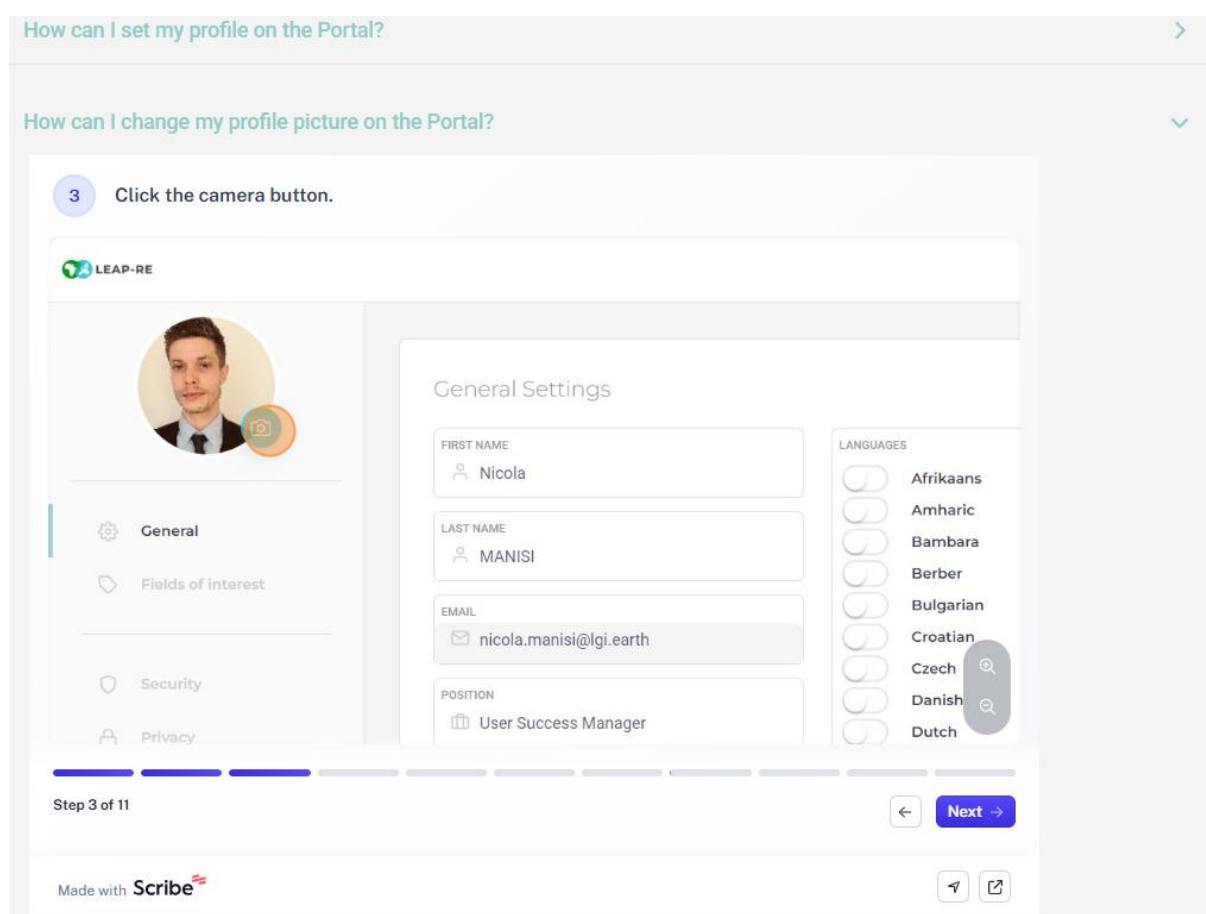 How can I set my profile on the Portal?
How can I change my profile picture on the Portal?
3 Click the camera button.
LEAP-RE
General Settings
FIRST NAME
Nicola
LAST NAME
MANISI
EMAIL
nicola.manisi@lgi.earth
POSITION
User Success Manager
LANGUAGES
Afrikaans
Amharic
Bambara
Berber
Bulgarian
Croatian
Czech
Danish
Dutch
General
Fields of interest
Security
Privacy
Step 3 of 11
Next →
Made with Scribe